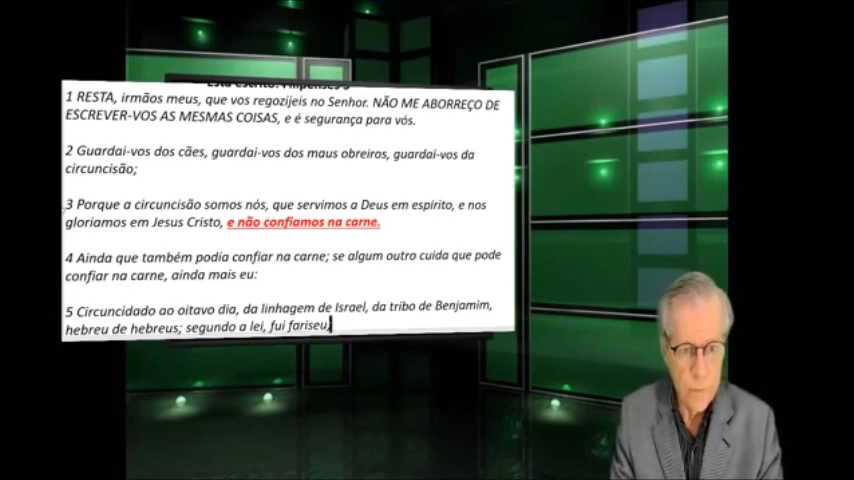 Está escrito: Filipenses 3
1 RESTA, irmãos meus, que vos regozijeis no Senhor. NÃO ME ABORREÇO DE
ESCREVER-VOS AS MESMAS COISAS, e é segurança para vós.
2 Guardai-vos dos cães, guardai-vos dos maus obreiros, guardai-vos da
circuncisão;
3 Porque a circuncisão somos nós, que servimos a Deus em espírito, e nos
gloriamos em Jesus Cristo, e não confiamos na carne.
4 Ainda que também podia confiar na carne; se algum outro cuida que pode
confiar na carne, ainda mais eu:
5 Circuncidado ao oitavo dia, da linhagem de Israel, da tribo de Benjamim,
hebreu de hebreus; segundo a lei, fui fariseu;